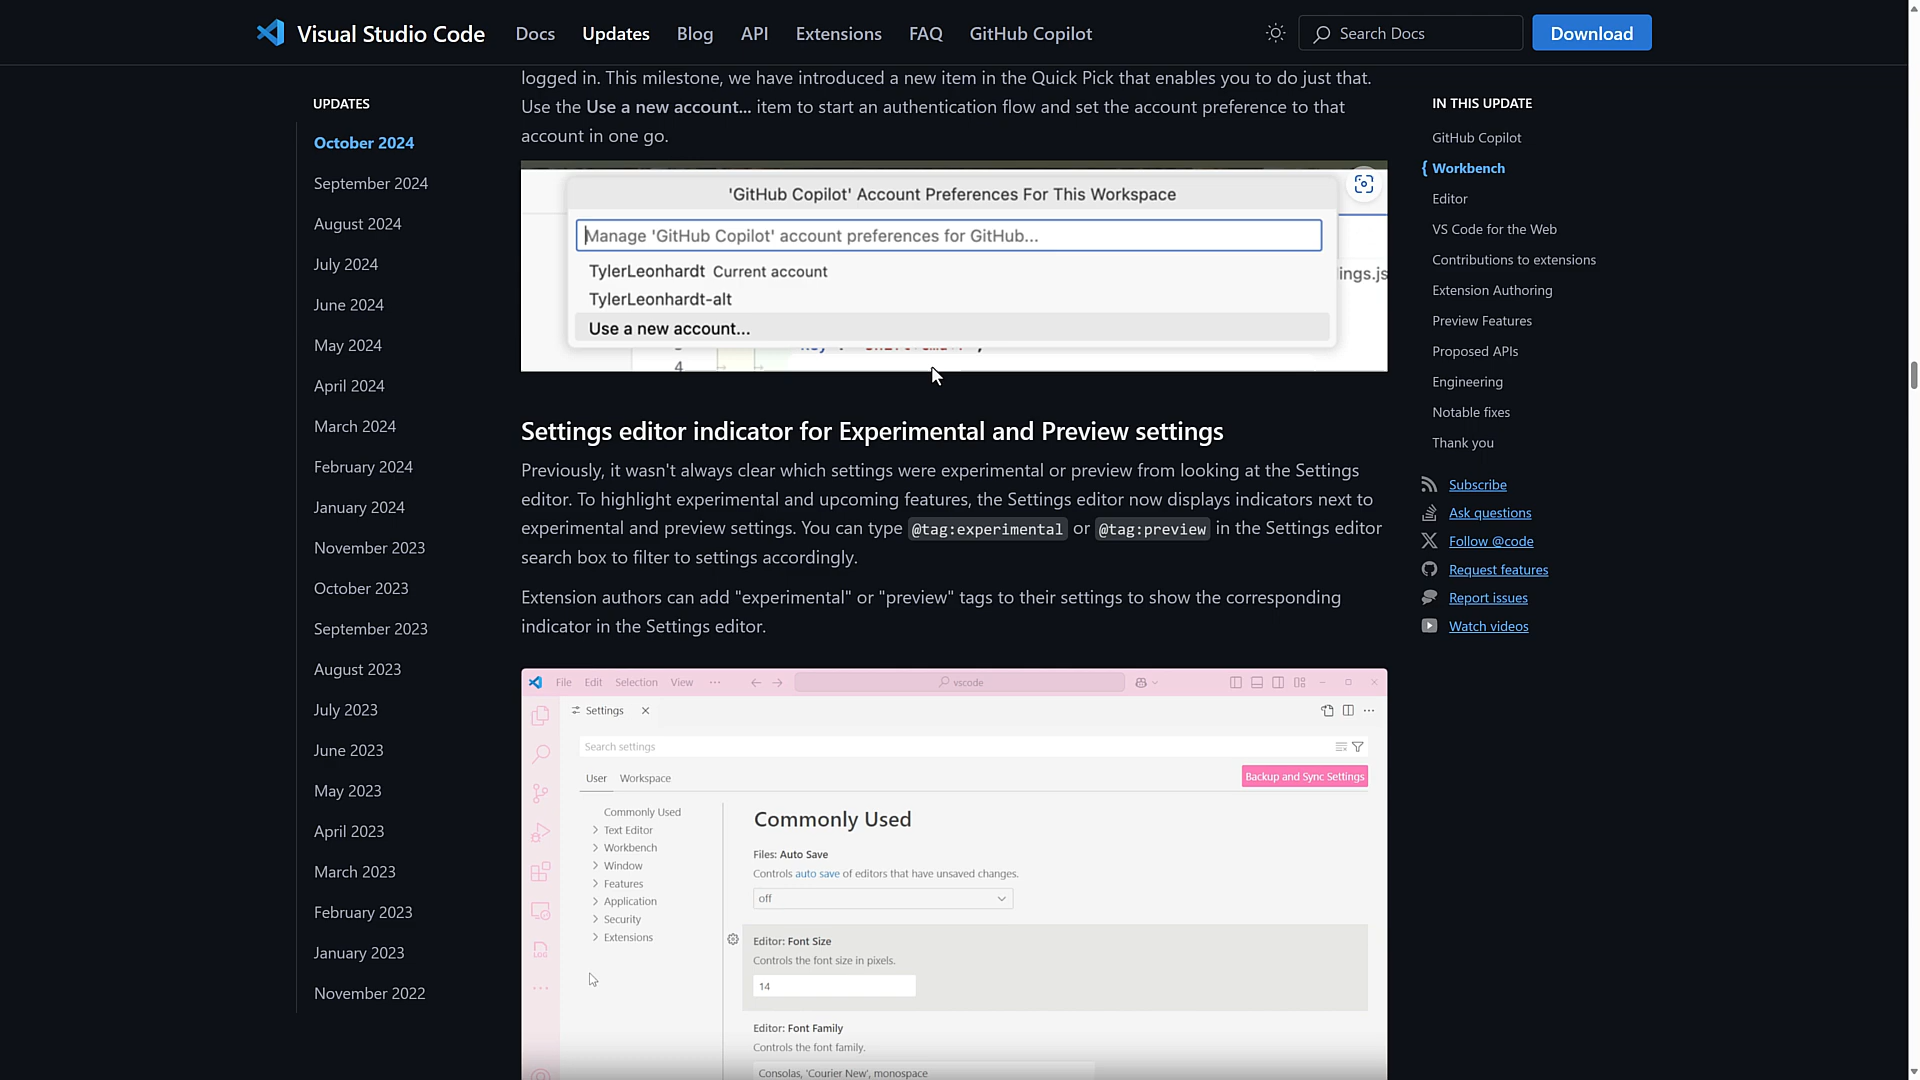 Visual Studio Code
Docs
Updates
Blog
API
Extensions
FAQ
GitHub Copilot
Search Docs
Download
UPDATES
October 2024
September 2024
August 2024
July 2024
June 2024
May 2024
April 2024
March 2024
February 2024
January 2024
November 2023
October 2023
September 2023
August 2023
July 2023
June 2023
May 2023
April 2023
March 2023
February 2023
January 2023
November 2022
logged in. This milestone, we have introduced a new item in the Quick Pick that enables you to do just that.
Use the Use a new account... item to start an authentication flow and set the account preference to that
account in one go.
'GitHub Copilot' Account Preferences For This Workspace
Manage 'GitHub Copilot' account preferences for GitHub...
TylerLeonhardt Current account
ings.js
TylerLeonhardt-alt
Use a new account...
4
Settings editor indicator for Experimental and Preview settings
Previously, it wasn't always clear which settings were experimental or preview from looking at the Settings
editor. To highlight experimental and upcoming features, the Settings editor now displays indicators next to
experimental and preview settings. You can type @tag:experimental or @tag:preview in the Settings editor
search box to filter to settings accordingly.
Extension authors can add "experimental" or "preview" tags to their settings to show the corresponding
indicator in the Settings editor.
File Edit Selection View ···
vscode
Settings
Search settings
User Workspace
Backup and Sync Settings
Commonly Used
Text Editor
Workbench
Window
Features
Application
Security
Extensions
LOG
Commonly Used
Files: Auto Save
Controls auto save of editors that have unsaved changes.
off
Editor: Font Size
Controls the font size in pixels.
14
Editor: Font Family
Controls the font family.
Consolas, 'Courier New', monospace
IN THIS UPDATE
GitHub Copilot
{ Workbench
Editor
VS Code for the Web
Contributions to extensions
Extension Authoring
Preview Features
Proposed APIs
Engineering
Notable fixes
Thank you
Subscribe
Ask questions
Follow @code
Request features
Report issues
Watch videos